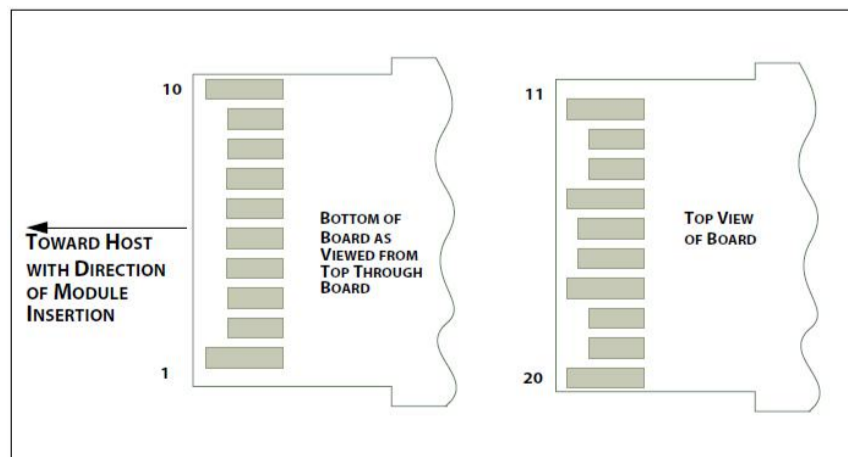 10
BOTTOM OF
BOARD AS
VIEWED FROM
TOP THROUGH
BOARD
TOWARD HOST
WITH DIRECTION
OF MODULE
INSERTION
1
11
TOP VIEW
OF BOARD
20